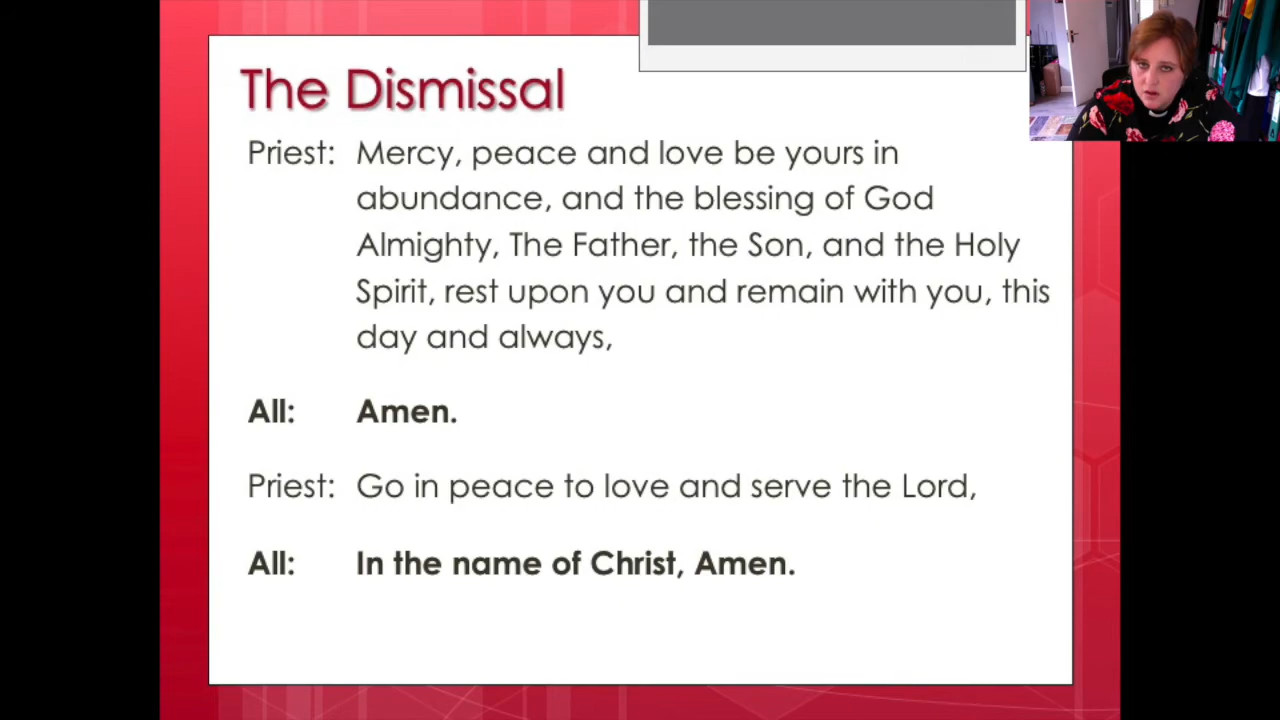 The Dismissal
Priest: Mercy, peace and love be yours in
abundance, and the blessing of God
Almighty, The Father, the Son, and the Holy
Spirit, rest upon you and remain with you, this
day and always,
All: Amen.
Priest: Go in peace to love and serve the Lord,
All: In the name of Christ, Amen.